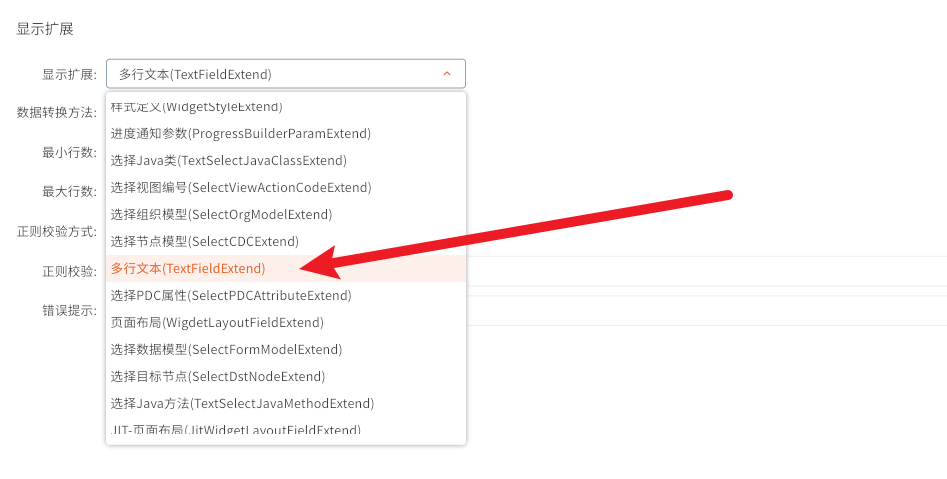 显示扩展
显示扩展: 多行文本(TextFieldExtend)
数据转换方法:
最小行数:
最大行数:
正则校验方式:
正则校验:
错误提示:
样式定义(WidgetStyleExtend)
进度通知参数(ProgressBuilderParamExtend)
选择Java类(TextSelectJavaClassExtend)
选择视图编号(SelectViewActionCodeExtend)
选择组织模型(SelectOrgModelExtend)
选择节点模型(SelectCDCExtend)
多行文本(TextFieldExtend)
选择PDC属性(SelectPDCAttributeExtend)
页面布局(WigdetLayoutFieldExtend)
选择数据模型(SelectFormModelExtend)
选择目标节点(SelectDstNodeExtend)
选择Java方法(TextSelectJavaMethodExtend)
JIT-页面布局(JitWidgetLayoutFieldExtend)